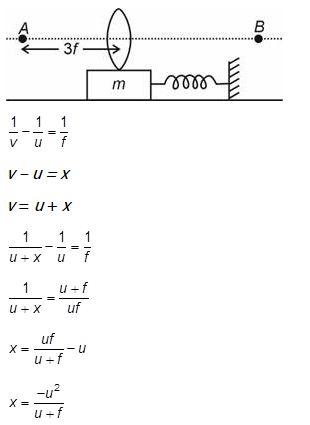 A B
3f
m
1/v − 1/u = 1/f
v − u = x
v = u + x
1/(u + x) − 1/u = 1/f
1/(u + x) = (u + f)/(uf)
x = uf/(u + f) − u
x = −u²/(u + f)